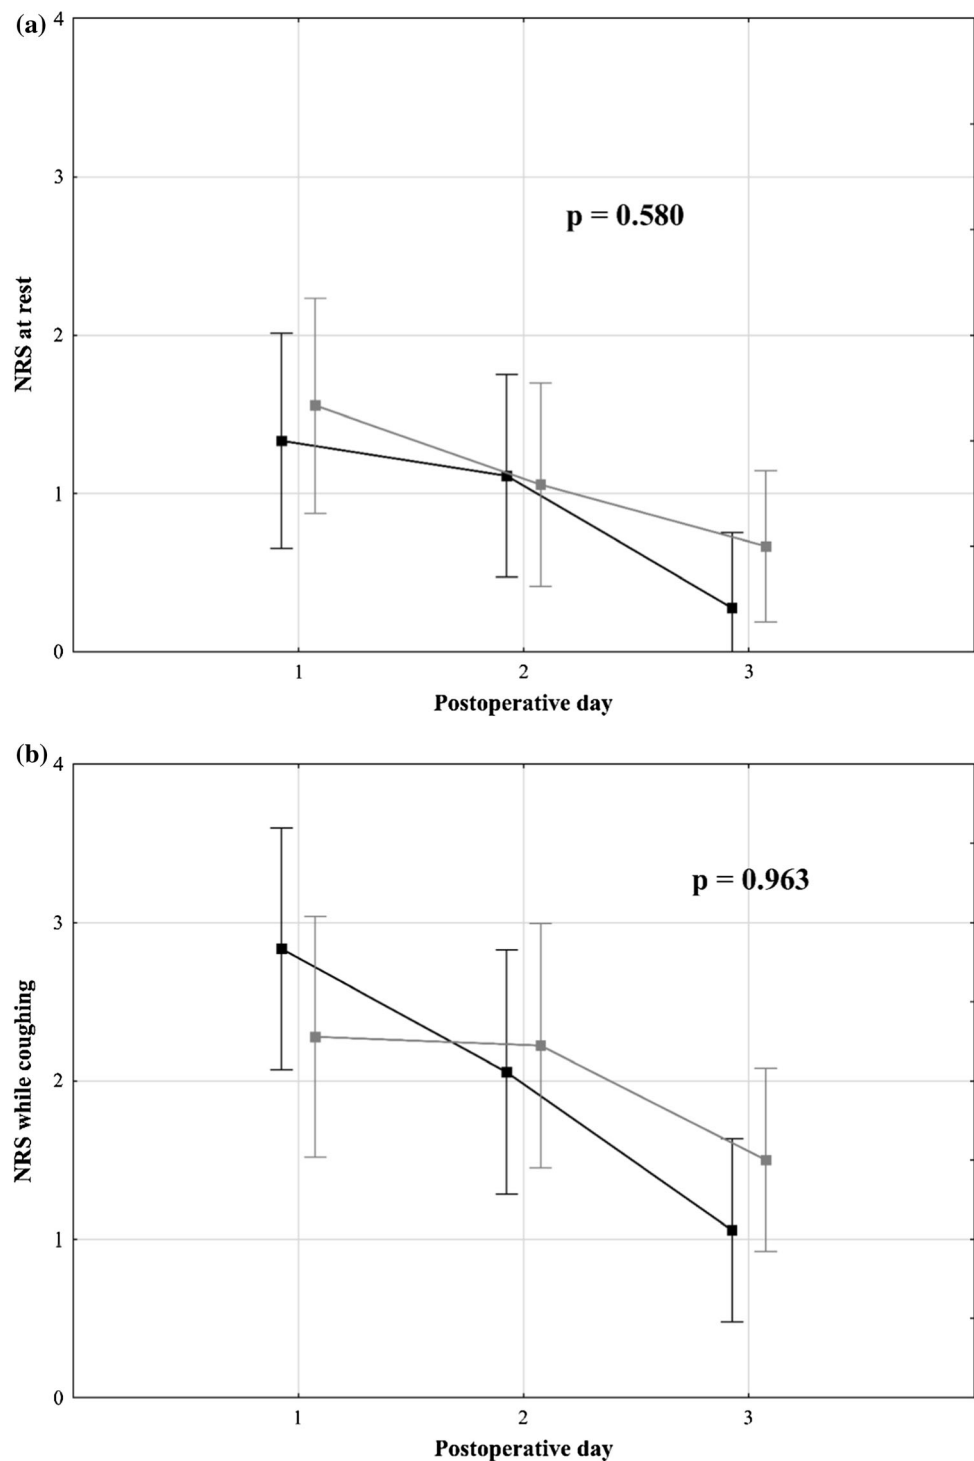 (a)
4
3
p = 0.580
NRS at rest
2
1
0
1 2 3
Postoperative day
(b)
4
p = 0.963
3
NRS while coughing
2
1
0
1 2 3
Postoperative day